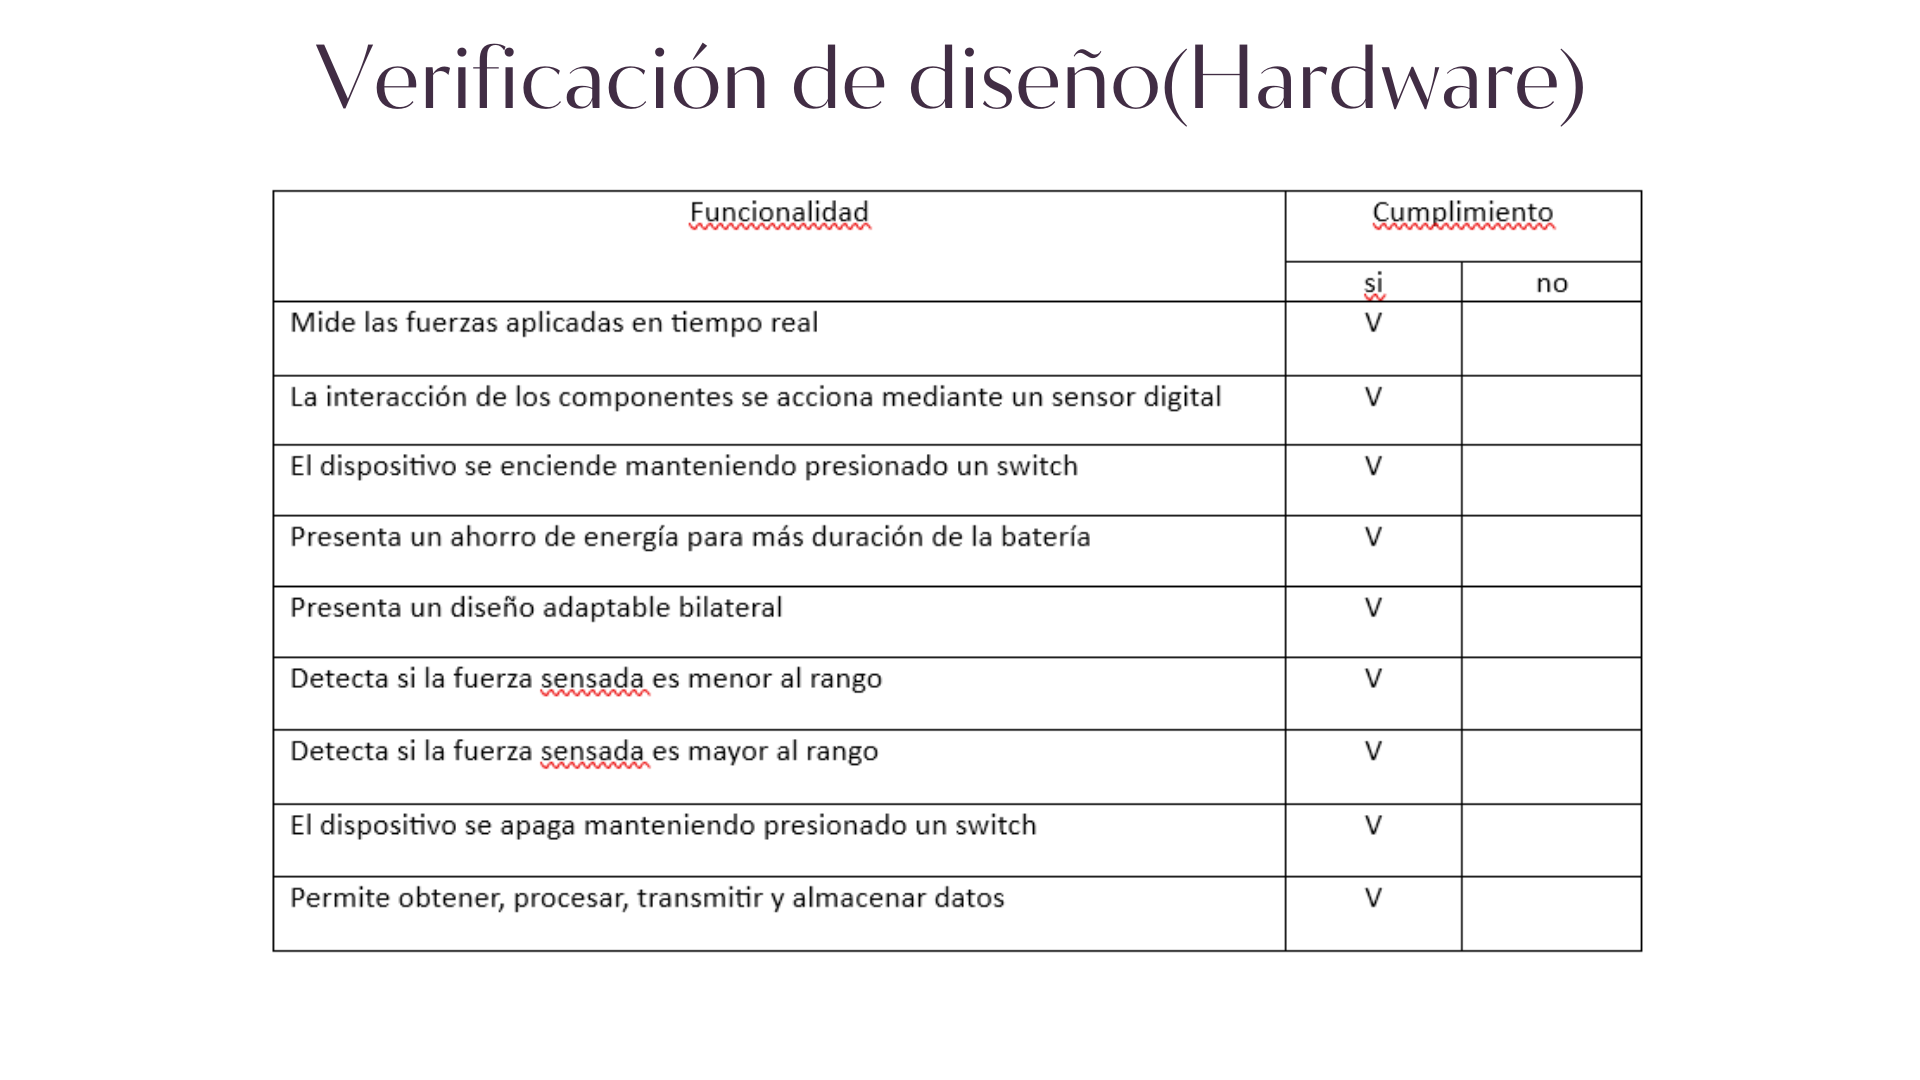 Verificación de diseño(Hardware)
Funcionalidad
Cumplimiento
si
no
Mide las fuerzas aplicadas en tiempo real
V
La interacción de los componentes se acciona mediante un sensor digital
V
El dispositivo se enciende manteniendo presionado un switch
V
Presenta un ahorro de energía para más duración de la batería
V
Presenta un diseño adaptable bilateral
V
Detecta si la fuerza sensada es menor al rango
V
Detecta si la fuerza sensada es mayor al rango
V
El dispositivo se apaga manteniendo presionado un switch
V
Permite obtener, procesar, transmitir y almacenar datos
V